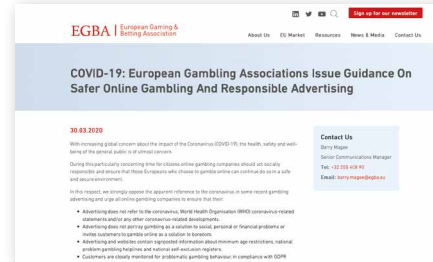 Sign up for our newsletter
EGBA | European Gaming &
Betting Association
About Us EU Market Resources News & Media Contact Us
COVID-19: European Gambling Associations Issue Guidance On
Safer Online Gambling And Responsible Advertising
30.03.2020
With increasing global concern about the impact of the Coronavirus (COVID-19), the health, safety and well-
being of the general public is of utmost concern.
During this particularly concerning time for citizens online gambling companies should act socially
responsible and ensure that those Europeans who choose to gamble online can continue do so in a safe
and secure environment.
In this respect, we strongly oppose the apparent reference to the coronavirus in some recent gambling
advertising and urge all online gambling companies to ensure that their:
• Advertising does not refer to the coronavirus, World Health Organisation (WHO) coronavirus-related
statements and/or any other coronavirus-related developments.
• Advertising does not portray gambling as a solution to social, personal or financial problems or
invites customers to gamble online as a solution to boredom.
• Advertising and websites contain signposted information about minimum age restrictions, national
problem gambling helplines and national self-exclusion registers.
• Customers are closely monitored for problematic gambling behaviour, in compliance with GDPR
Contact Us
Barry Magee
Senior Communications Manager
Tel: +32 255 408 90
Email: barry.magee@egba.eu